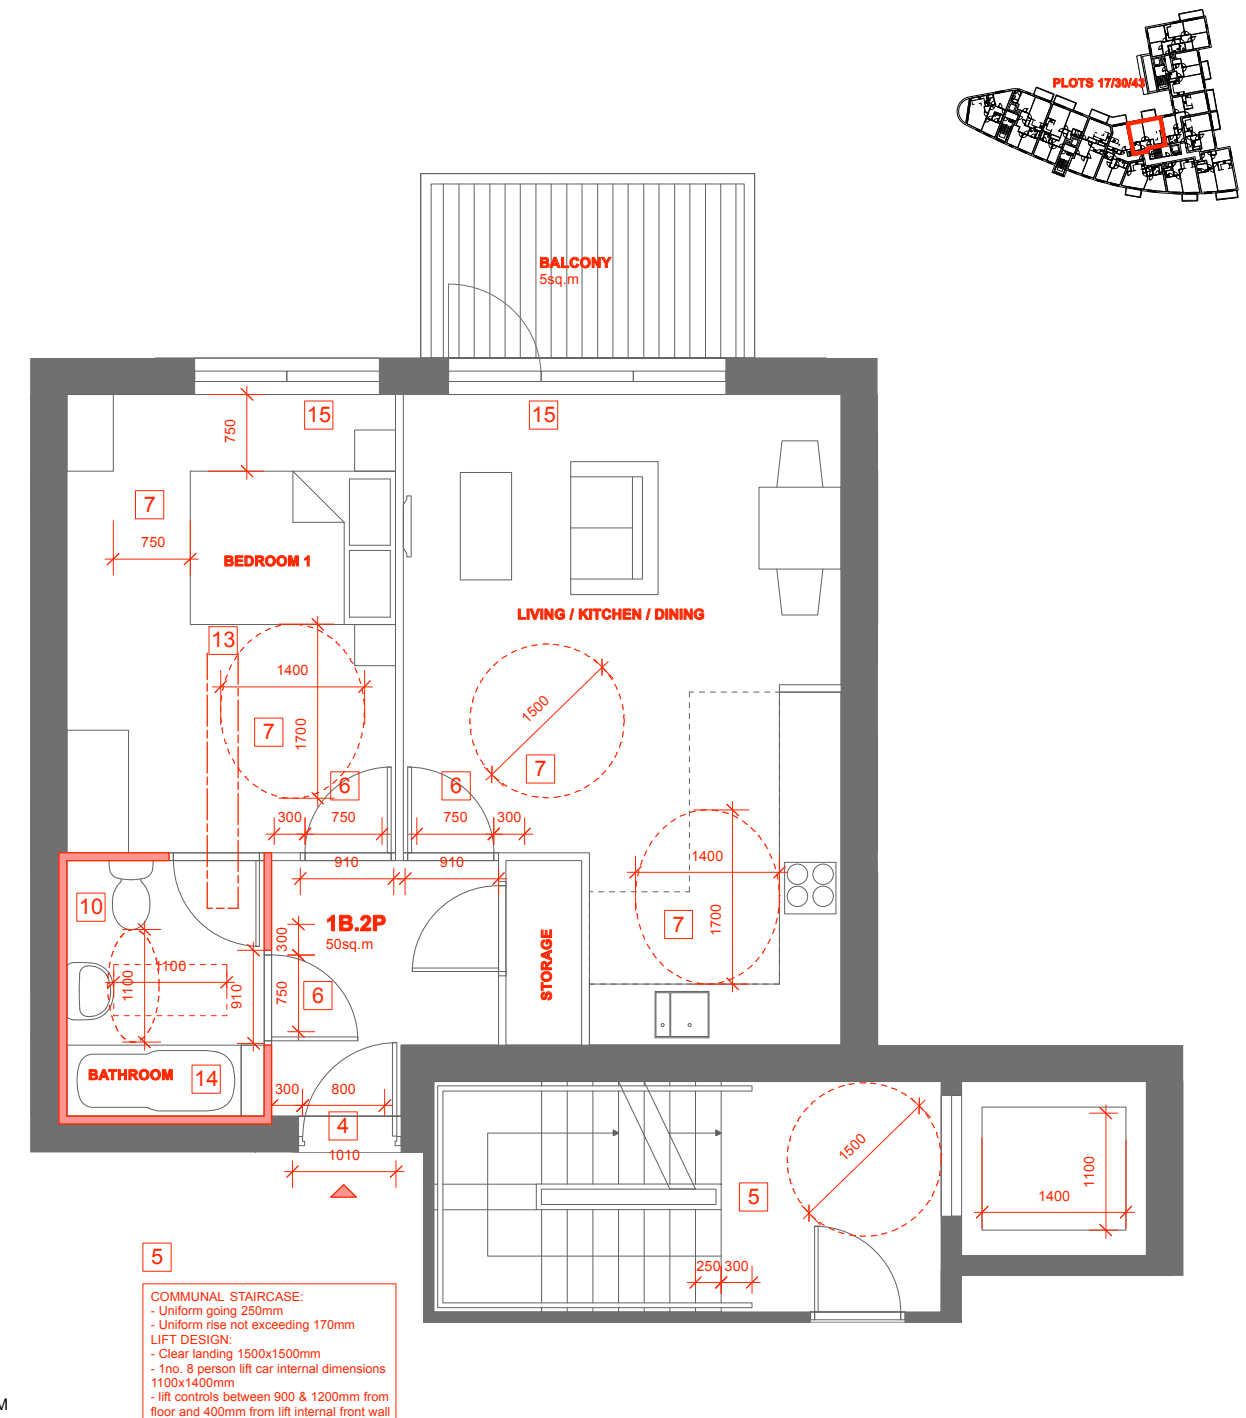 PLOTS 17/30/43
BALCONY
5sq.m
15
15
750
7
750
BEDROOM 1
LIVING / KITCHEN / DINING
13
1400
1700
7
1500
7
6
6
300
750
750
300
910
910
1400
1700
7
10
1B.2P
50sq.m
300
STORAGE
1100
1100
910
750
6
BATHROOM
14
300
800
4
1010
1500
5
1400
1100
250
300
5
COMMUNAL STAIRCASE:
- Uniform going 250mm
- Uniform rise not exceeding 170mm
LIFT DESIGN:
- Clear landing 1500x1500mm
- 1no. 8 person lift car internal dimensions
1100x1400mm
- lift controls between 900 & 1200mm from
floor and 400mm from lift internal front wall
M